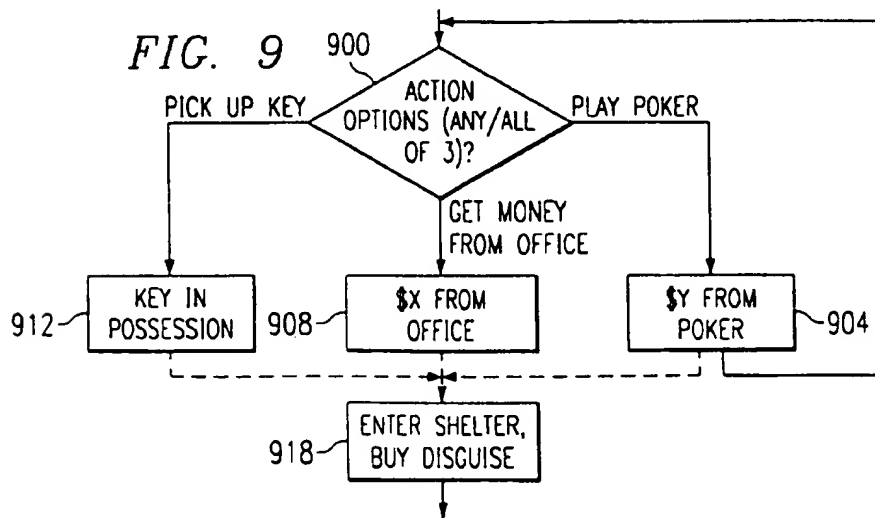 FIG. 9
900
ACTION
OPTIONS (ANY/ALL
OF 3)?
PICK UP KEY
PLAY POKER
GET MONEY
FROM OFFICE
912
KEY IN
POSSESSION
908
$X FROM
OFFICE
$Y FROM
POKER
904
918
ENTER SHELTER,
BUY DISGUISE